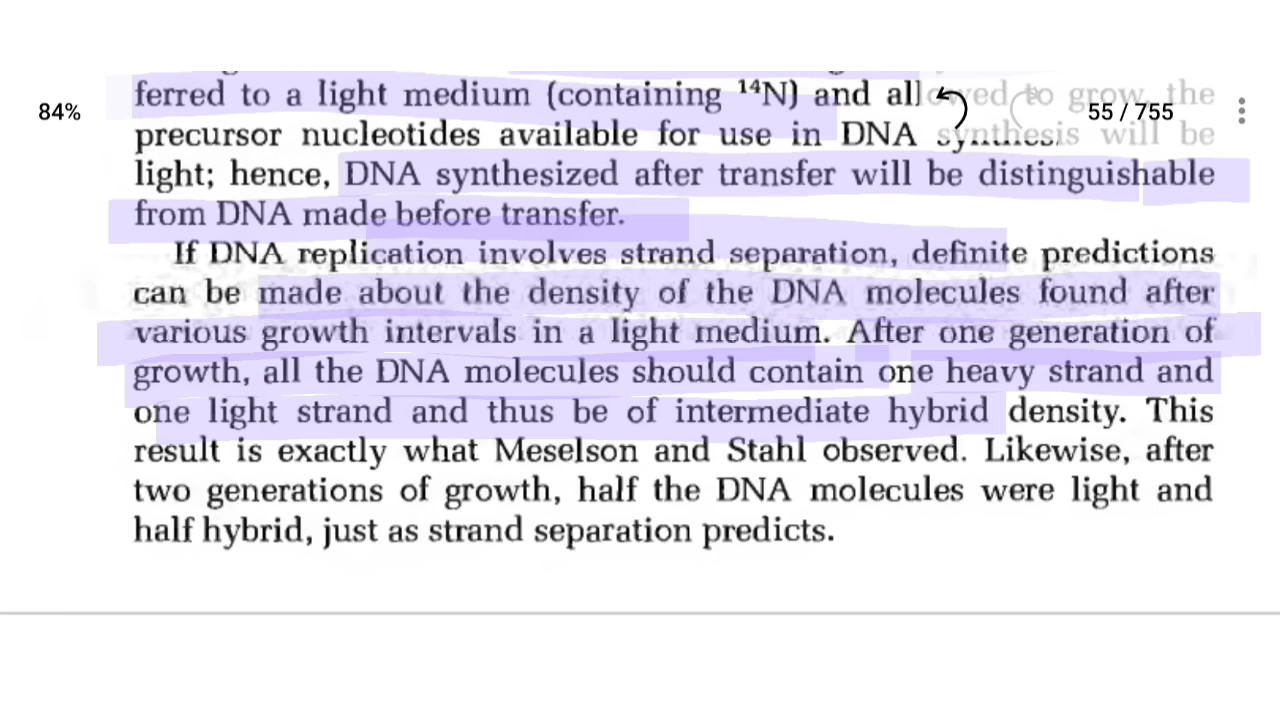 ferred to a light medium (containing ¹⁴N) and allowed to grow, the
84%
55 / 755
precursor nucleotides available for use in DNA synthesis will be
light; hence, DNA synthesized after transfer will be distinguishable
from DNA made before transfer.
If DNA replication involves strand separation, definite predictions
can be made about the density of the DNA molecules found after
various growth intervals in a light medium. After one generation of
growth, all the DNA molecules should contain one heavy strand and
one light strand and thus be of intermediate hybrid density. This
result is exactly what Meselson and Stahl observed. Likewise, after
two generations of growth, half the DNA molecules were light and
half hybrid, just as strand separation predicts.